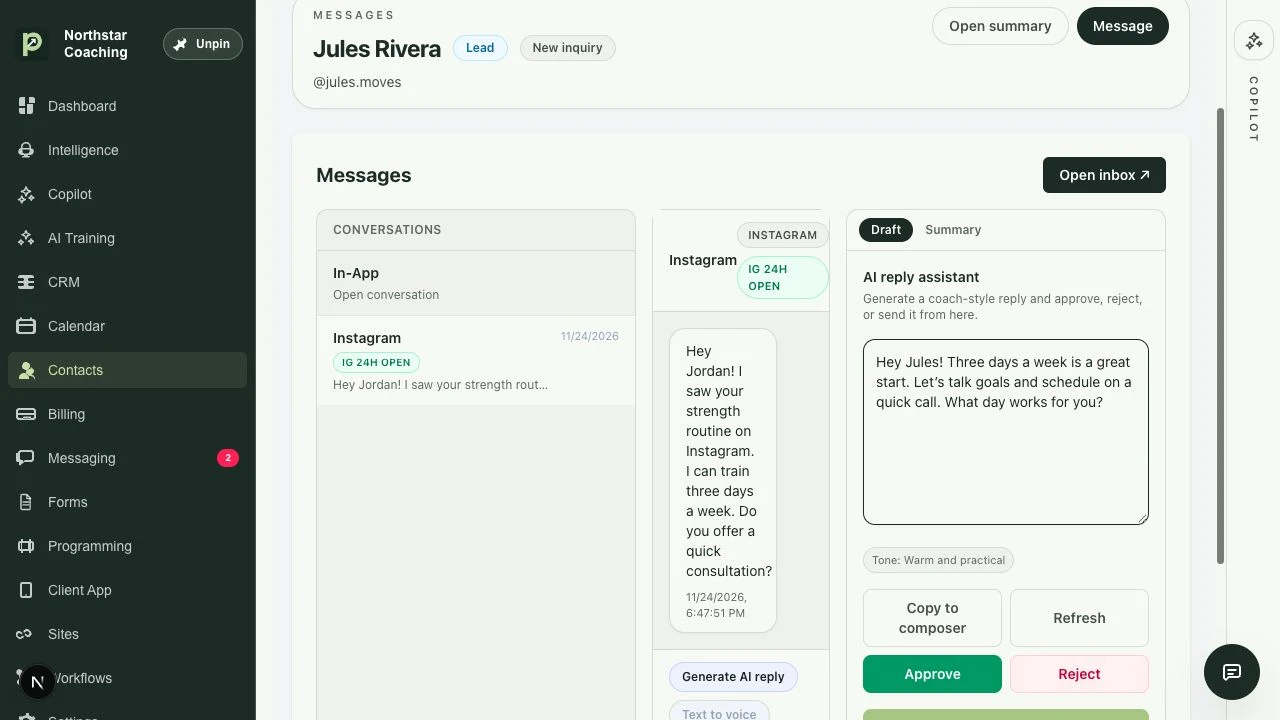 Northstar
Coaching
Unpin
Dashboard
Intelligence
Copilot
AI Training
CRM
Calendar
Contacts
Billing
Messaging
2
Forms
Programming
Client App
Sites
Workflows
N
Settings
MESSAGES
Jules Rivera
Lead
New inquiry
@jules.moves
Open summary
Message
Messages
Open inbox ↗
CONVERSATIONS
In-App
Open conversation
Instagram
11/24/2026
IG 24H OPEN
Hey Jordan! I saw your strength rout...
Instagram
INSTAGRAM
IG 24H
OPEN
Hey
Jordan! I
saw your
strength
routine on
Instagram.
I can train
three days
a week. Do
you offer a
quick
consultation?
11/24/2026,
6:47:51 PM
Generate AI reply
Text to voice
Draft
Summary
AI reply assistant
Generate a coach-style reply and approve, reject,
or send it from here.
Hey Jules! Three days a week is a great
start. Let’s talk goals and schedule on a
quick call. What day works for you?
Tone: Warm and practical
Copy to
composer
Refresh
Approve
Reject
COPILOT